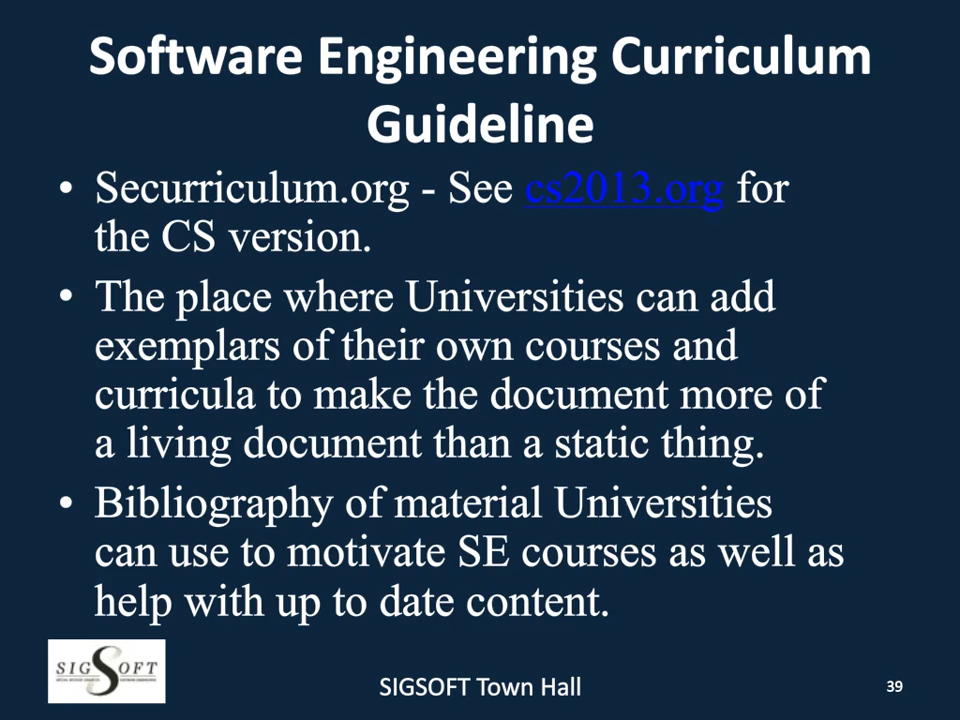 Software Engineering Curriculum
Guideline
• Securriculum.org - See cs2013.org for
the CS version.
• The place where Universities can add
exemplars of their own courses and
curricula to make the document more of
a living document than a static thing.
• Bibliography of material Universities
can use to motivate SE courses as well as
help with up to date content.
SIGSOFT
SIGSOFT Town Hall
39